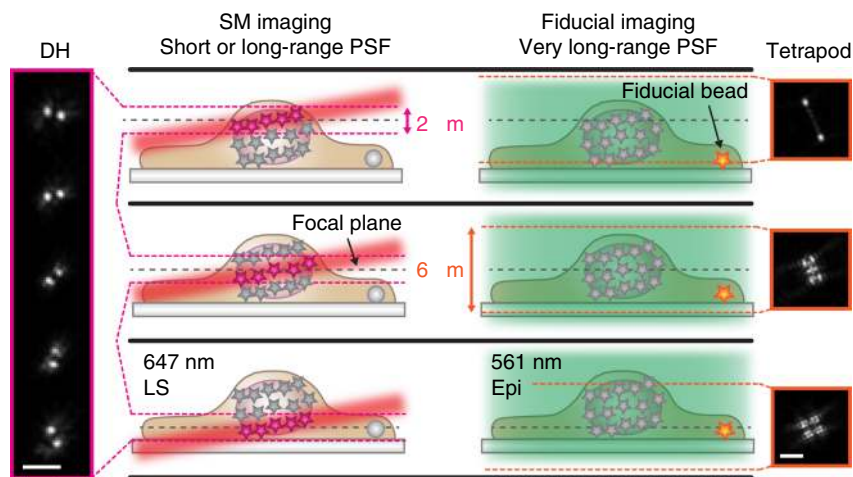 DH
SM imaging
Short or long-range PSF
Fiducial imaging
Very long-range PSF
Tetrapod
Fiducial bead
2 m
Focal plane
6 m
647 nm
LS
561 nm
Epi